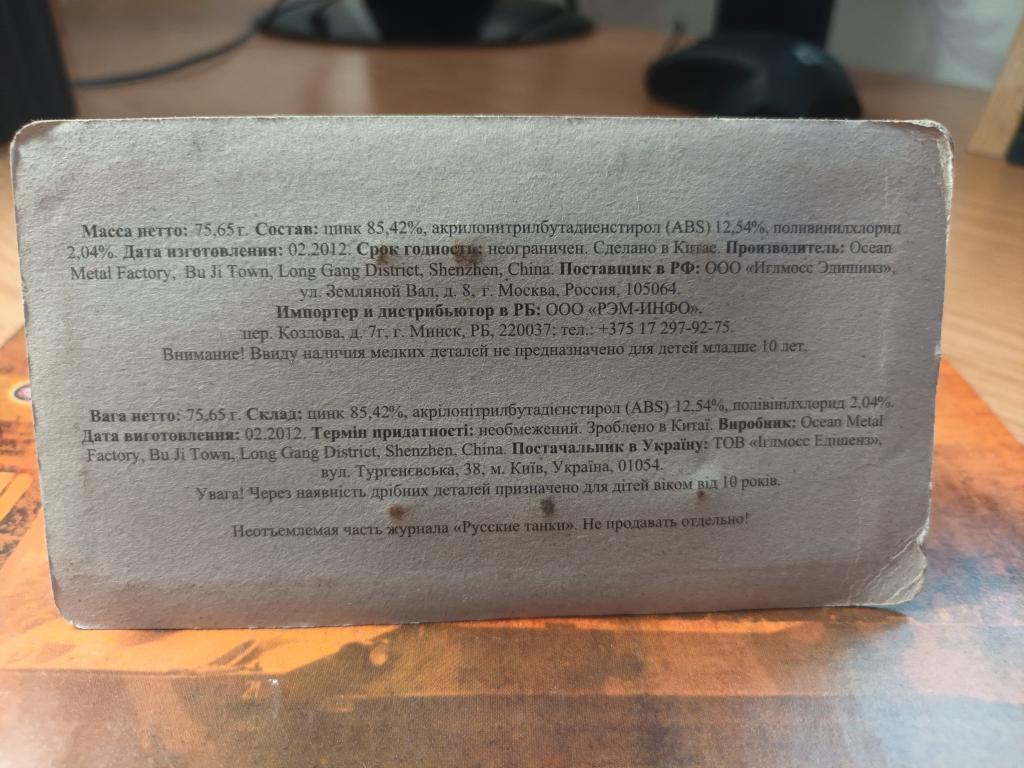 Масса нетто: 75,65 г. Состав: цинк 85,42%, акрилонитрилбутадиенстирол (ABS) 12,54%, поливинилхлорид
2,04%. Дата изготовления: 02.2012. Срок годности: неограничен. Сделано в Китае. Производитель: Ocean
Metal Factory, Bu Ji Town, Long Gang District, Shenzhen, China. Поставщик в РФ: ООО «Иглмосс Эдишинз»,
ул. Земляной Вал, д. 8, г. Москва, Россия, 105064.
Импортер и дистрибьютор в РБ: ООО «РЭМ-ИНФО»,
пер. Козлова, д. 7г, г. Минск, РБ, 220037; тел.: +375 17 297-92-75.
Внимание! Ввиду наличия мелких деталей не предназначено для детей младше 10 лет.
Вага нетто: 75,65 г. Склад: цинк 85,42%, акрілонітрілбутадієнстирол (ABS) 12,54%, полівінілхлорид 2,04%.
Дата виготовлення: 02.2012. Термін придатності: необмежений. Зроблено в Китаї. Виробник: Ocean Metal
Factory, Bu Ji Town, Long Gang District, Shenzhen, China. Постачальник в Україну: ТОВ «Іглмосс Едішенз»,
вул. Тургенєвська, 38, м. Київ, Україна, 01054.
Увага! Через наявність дрібних деталей призначено для дітей віком від 10 років.
Неотъемлемая часть журнала «Русские танки». Не продавать отдельно!